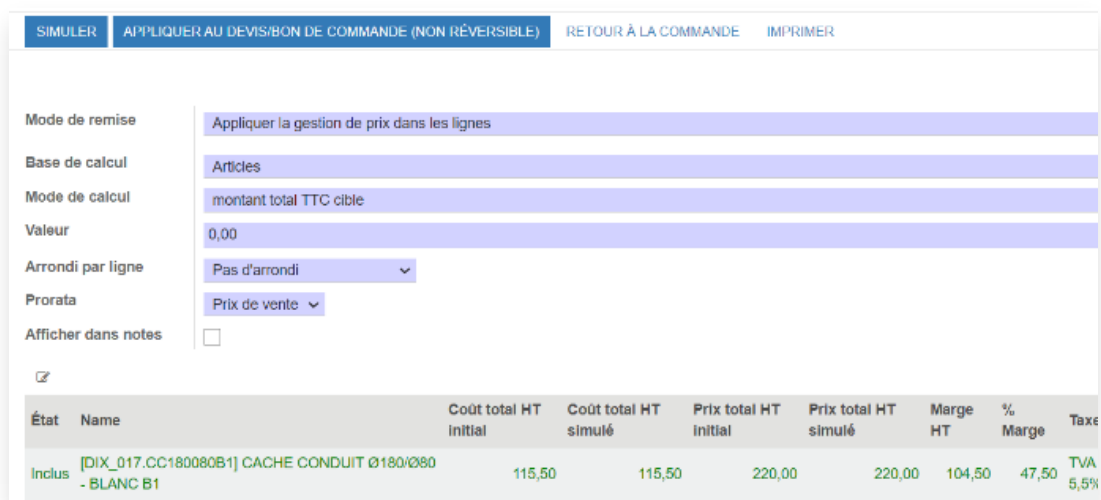 SIMULER APPLIQUER AU DEVIS/BON DE COMMANDE (NON RÉVERSIBLE) RETOUR À LA COMMANDE IMPRIMER
Mode de remise Appliquer la gestion de prix dans les lignes
Base de calcul Articles
Mode de calcul montant total TTC cible
Valeur 0,00
Arrondi par ligne Pas d'arrondi
Prorata Prix de vente
Afficher dans notes
État Name Coût total HT initial Coût total HT simulé Prix total HT initial Prix total HT simulé Marge HT % Marge Taxe
Inclus [DIX_017.CC180080B1] CACHE CONDUIT Ø180/Ø80 - BLANC B1 115,50 115,50 220,00 220,00 104,50 47,50 TVA 5,5%